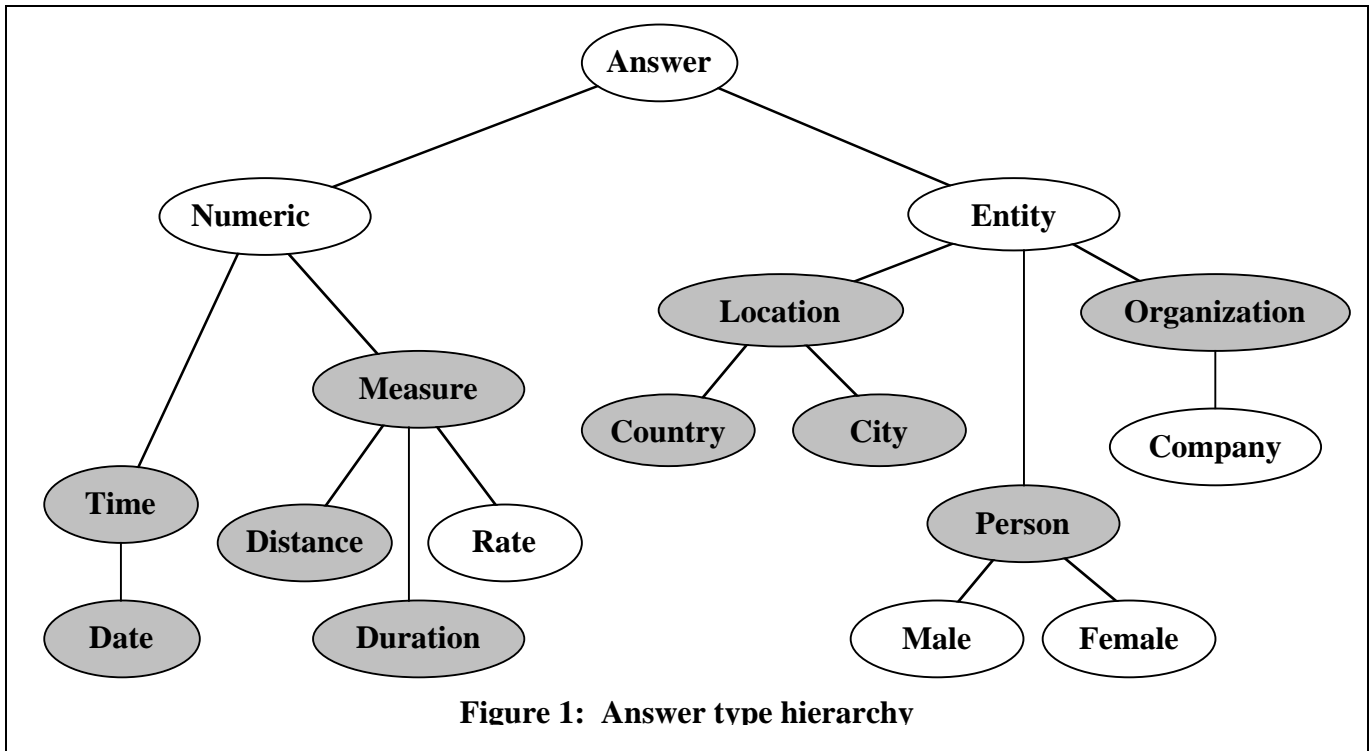 Answer
Numeric
Entity
Location
Organization
Measure
Country
City
Company
Time
Distance
Rate
Person
Date
Duration
Male
Female
Figure 1: Answer type hierarchy